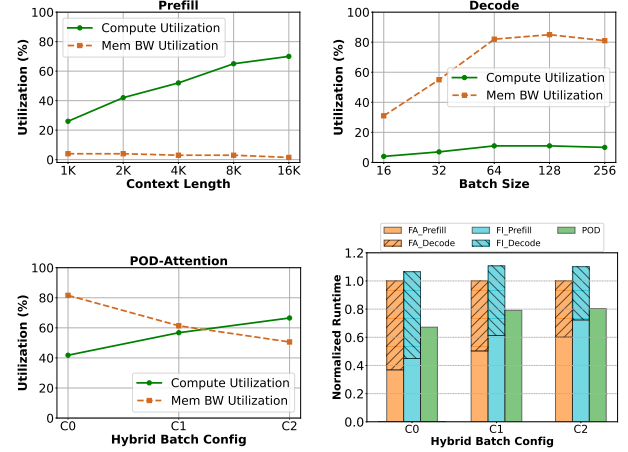 Prefill
100
80
60
40
20
0
Utilization (%)
Compute Utilization
Mem BW Utilization
1K 2K 4K 8K 16K
Context Length
Decode
100
80
60
40
20
0
Utilization (%)
Compute Utilization
Mem BW Utilization
16 32 64 128 256
Batch Size
POD-Attention
100
80
60
40
20
0
Utilization (%)
Compute Utilization
Mem BW Utilization
C0 C1 C2
Hybrid Batch Config
FA_Prefill FI_Prefill POD
FA_Decode FI_Decode
1.2
1.0
0.8
0.6
0.4
0.2
0.0
Normalized Runtime
C0 C1 C2
Hybrid Batch Config